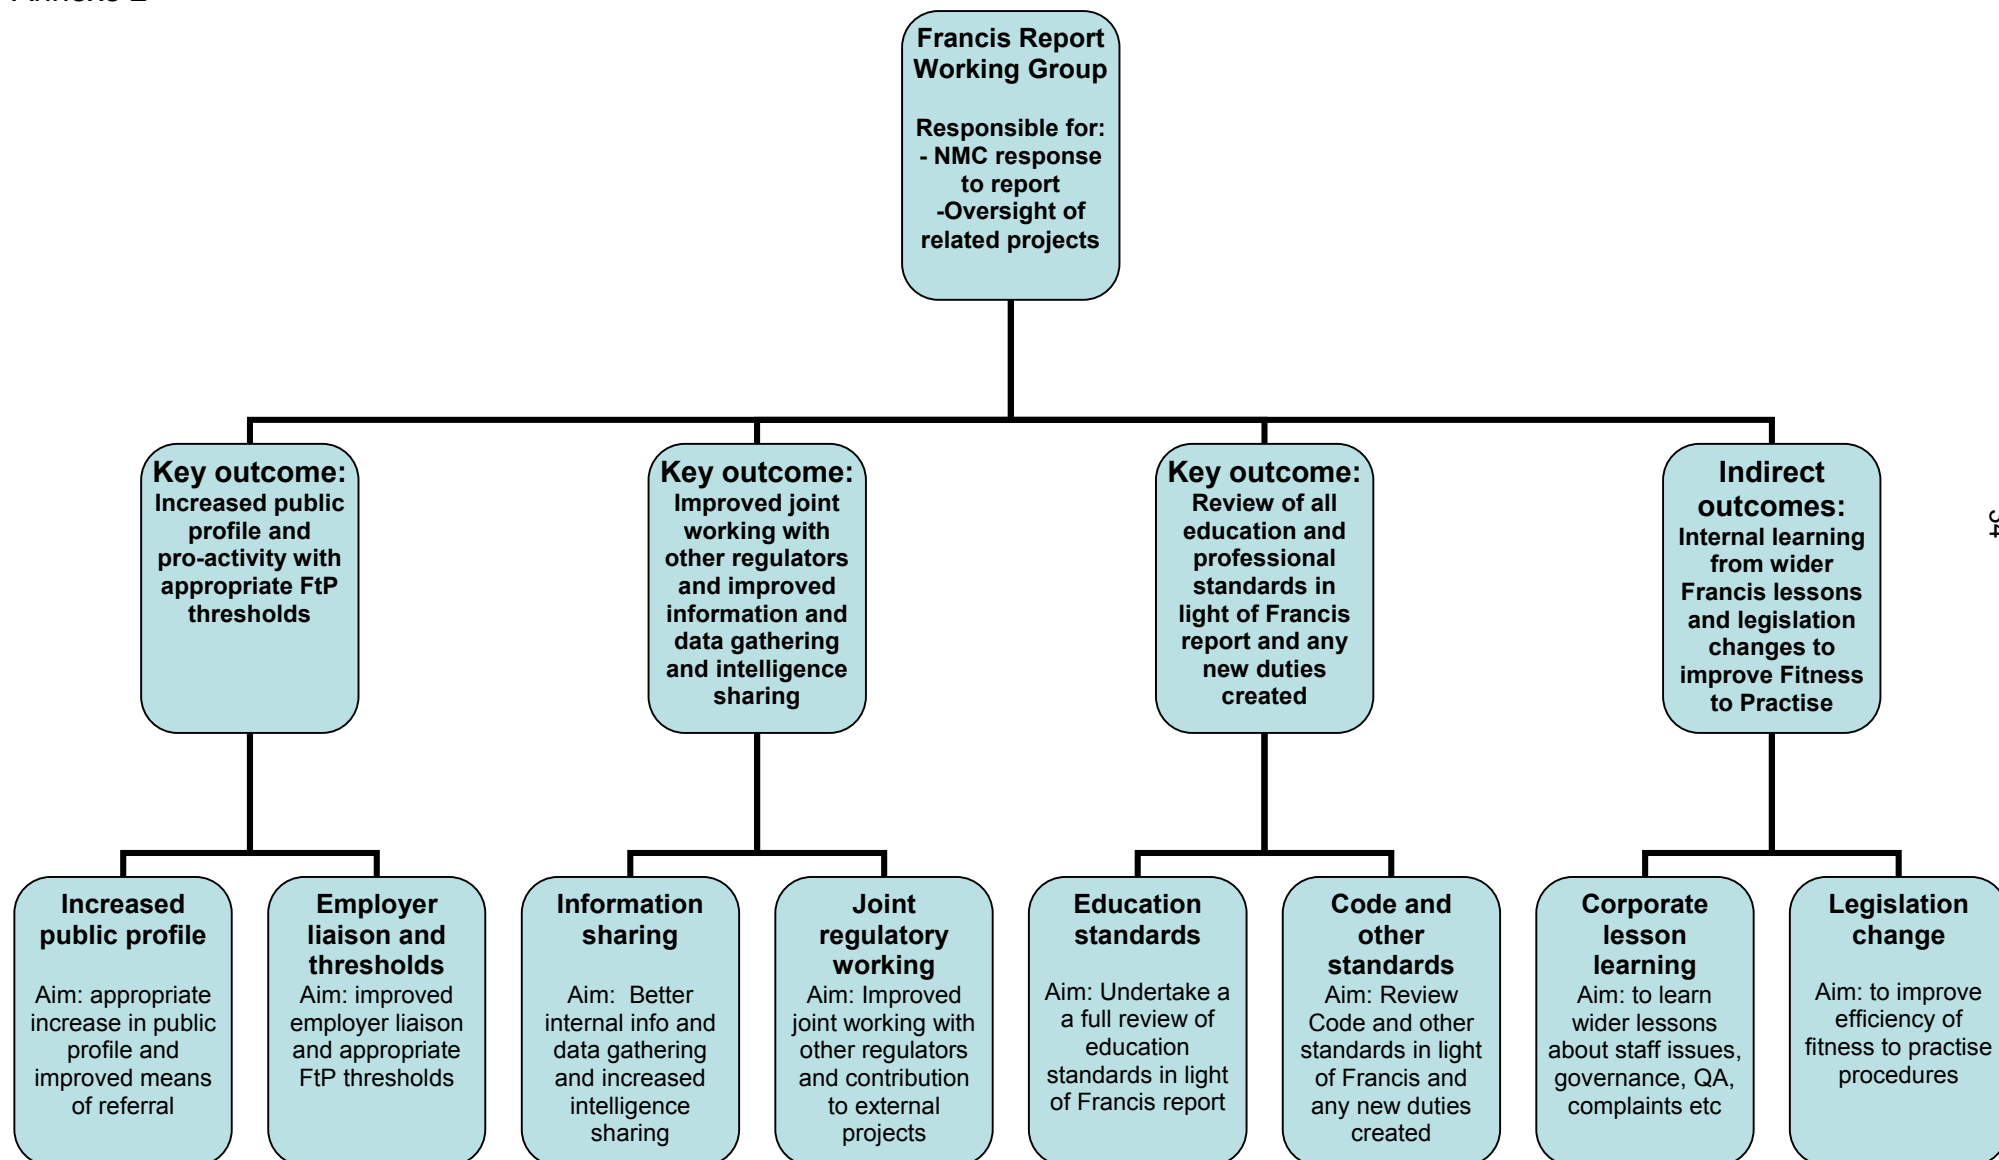 Francis Report
Working Group
Responsible for:
- NMC response
to report
-Oversight of
related projects
Key outcome:
Increased public
profile and
pro-activity with
appropriate FtP
thresholds
Key outcome:
Improved joint
working with
other regulators
and improved
information and
data gathering
and intelligence
sharing
Key outcome:
Review of all
education and
professional
standards in
light of Francis
report and any
new duties
created
Indirect
outcomes:
Internal learning
from wider
Francis lessons
and legislation
changes to
improve Fitness
to Practise
Increased
public profile
Aim: appropriate
increase in public
profile and
improved means
of referral
Employer
liaison and
thresholds
Aim: improved
employer liaison
and appropriate
FtP thresholds
Information
sharing
Aim:  Better
internal info and
data gathering
and increased
intelligence
sharing
Joint
regulatory
working
Aim: Improved
joint working with
other regulators
and contribution
to external
projects
Education
standards
Aim: Undertake a
a full review of
education
standards in light
of Francis report
Code and
other
standards
Aim: Review
Code and other
standards in light
of Francis and
any new duties
created
Corporate
lesson
learning
Aim: to learn
wider lessons
about staff issues,
governance, QA,
complaints etc
Legislation
change
Aim: to improve
efficiency of
fitness to practise
procedures